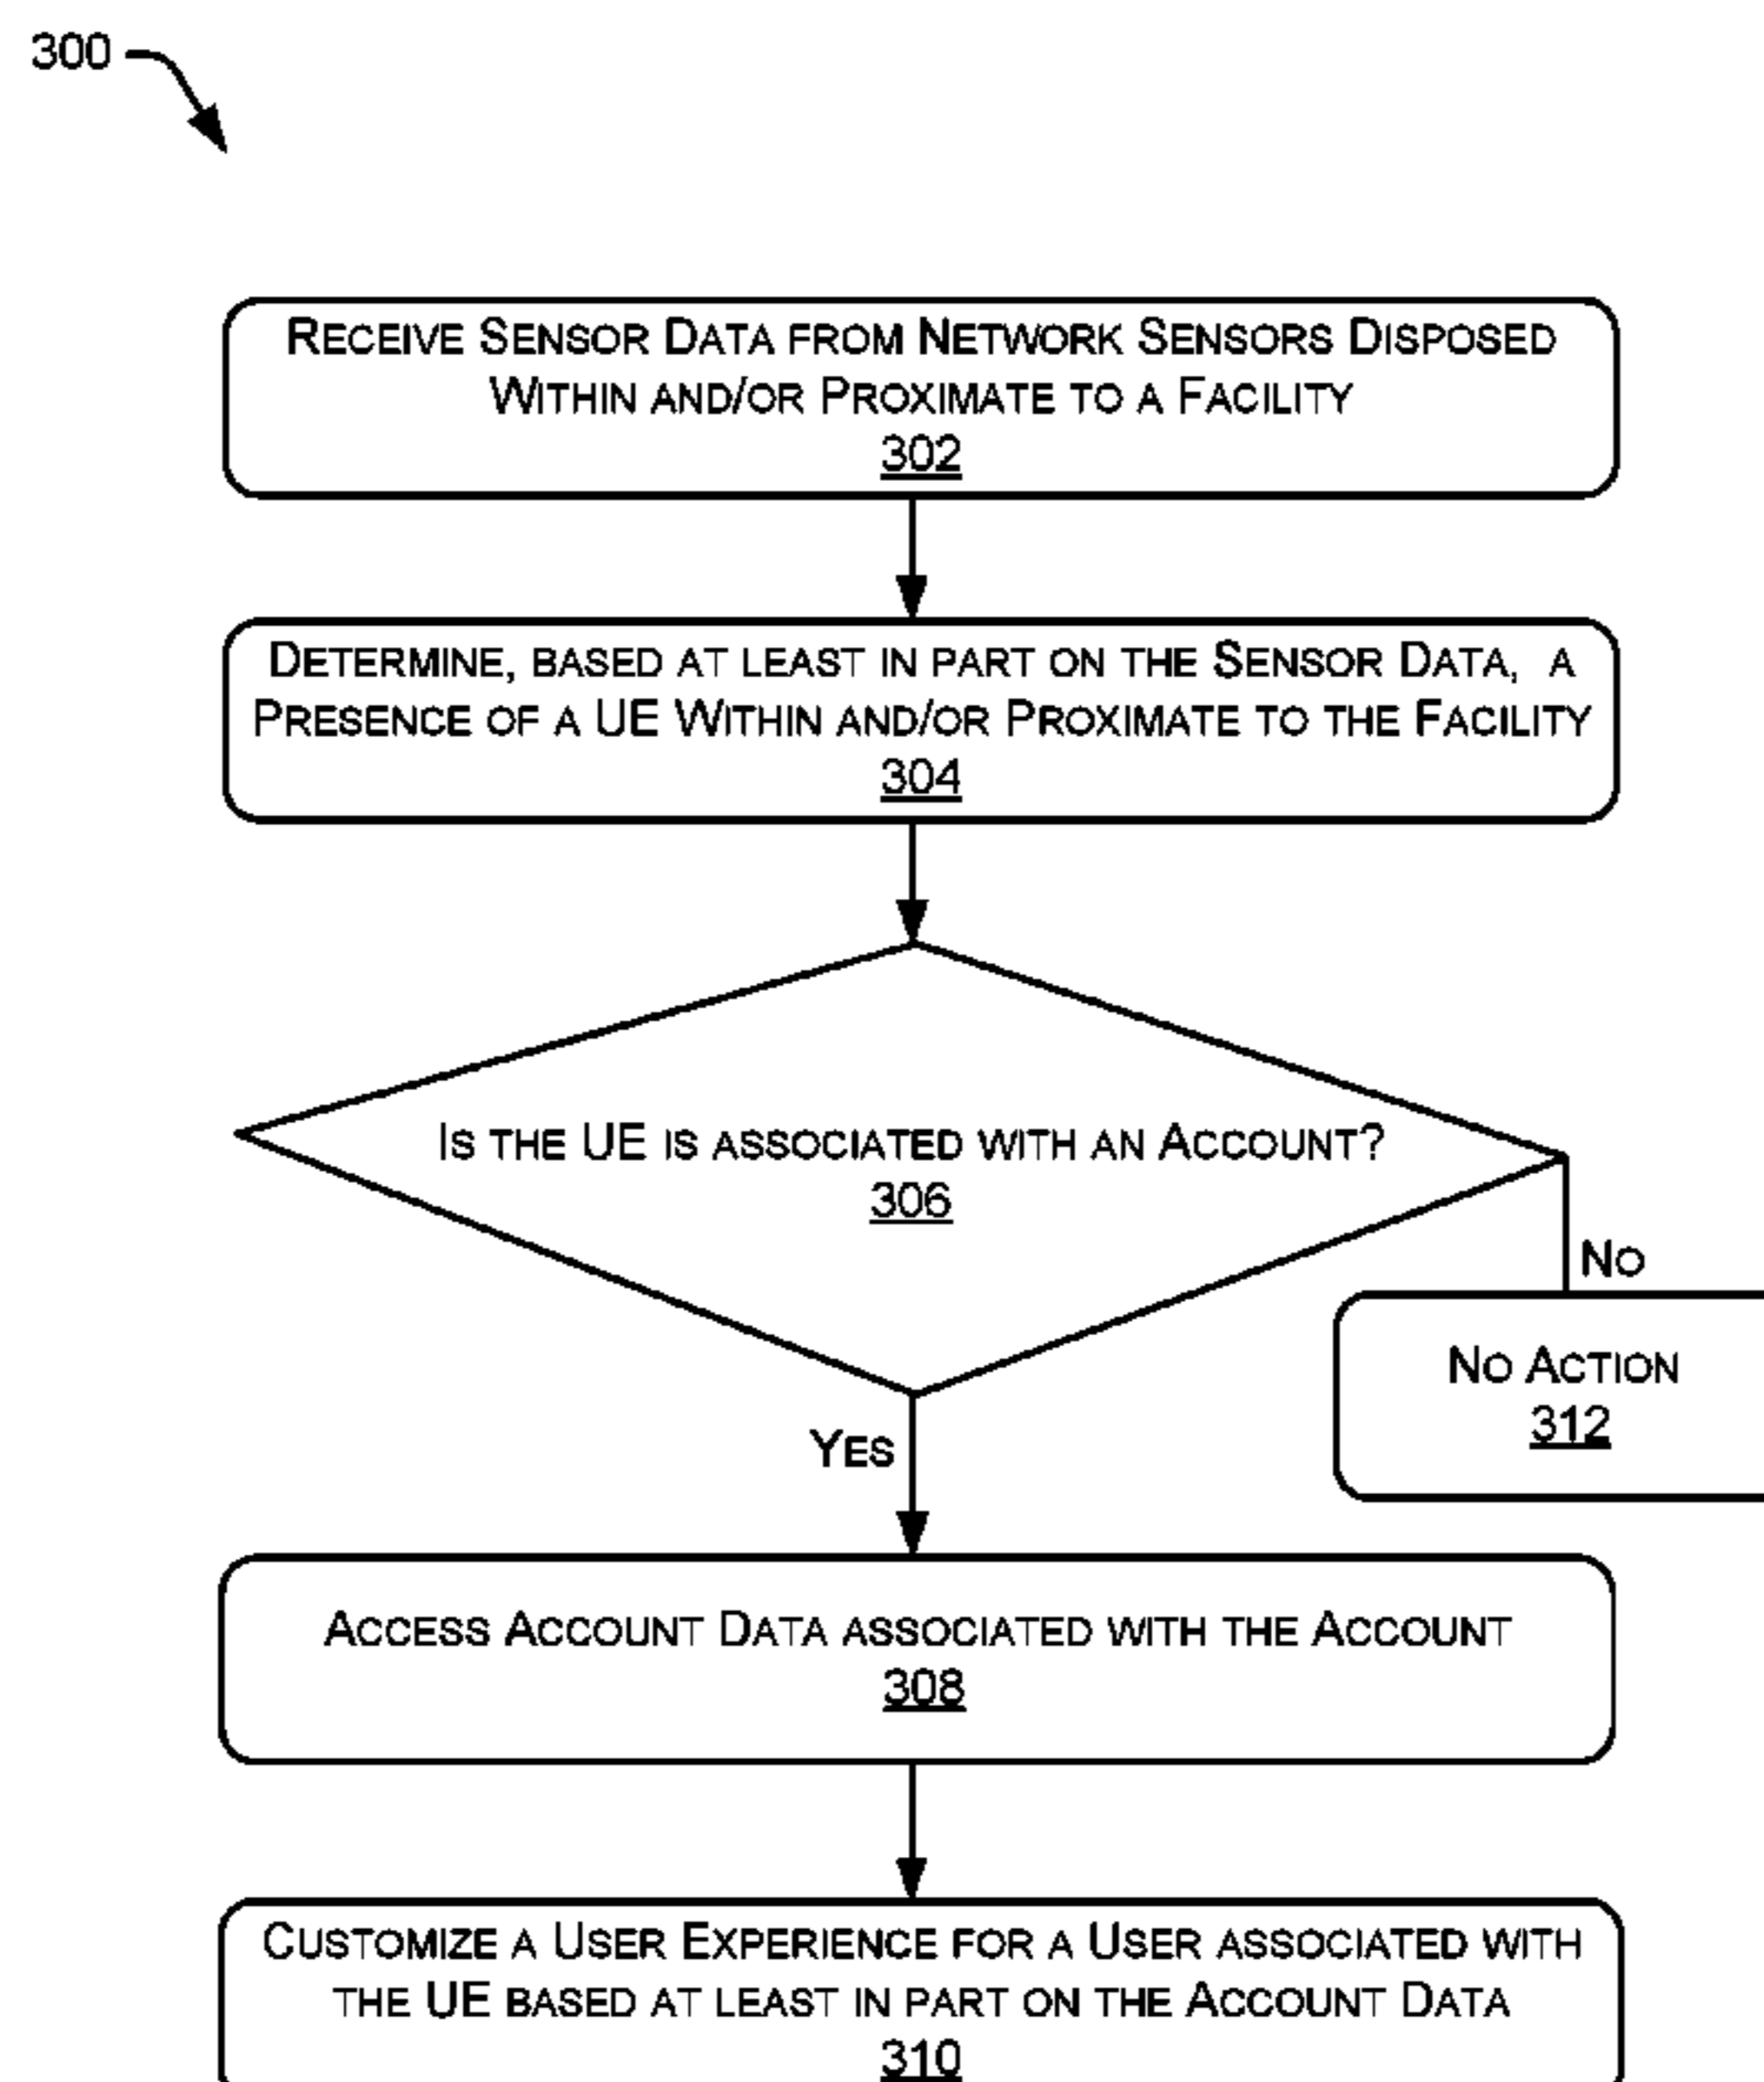 300
Receive Sensor Data from Network Sensors Disposed
Within and/or Proximate to a Facility
302
Determine, based at least in part on the Sensor Data, a
Presence of a UE Within and/or Proximate to the Facility
304
Is the UE is associated with an Account?
306
No
No Action
312
Yes
Access Account Data associated with the Account
308
Customize a User Experience for a User associated with
the UE based at least in part on the Account Data
310